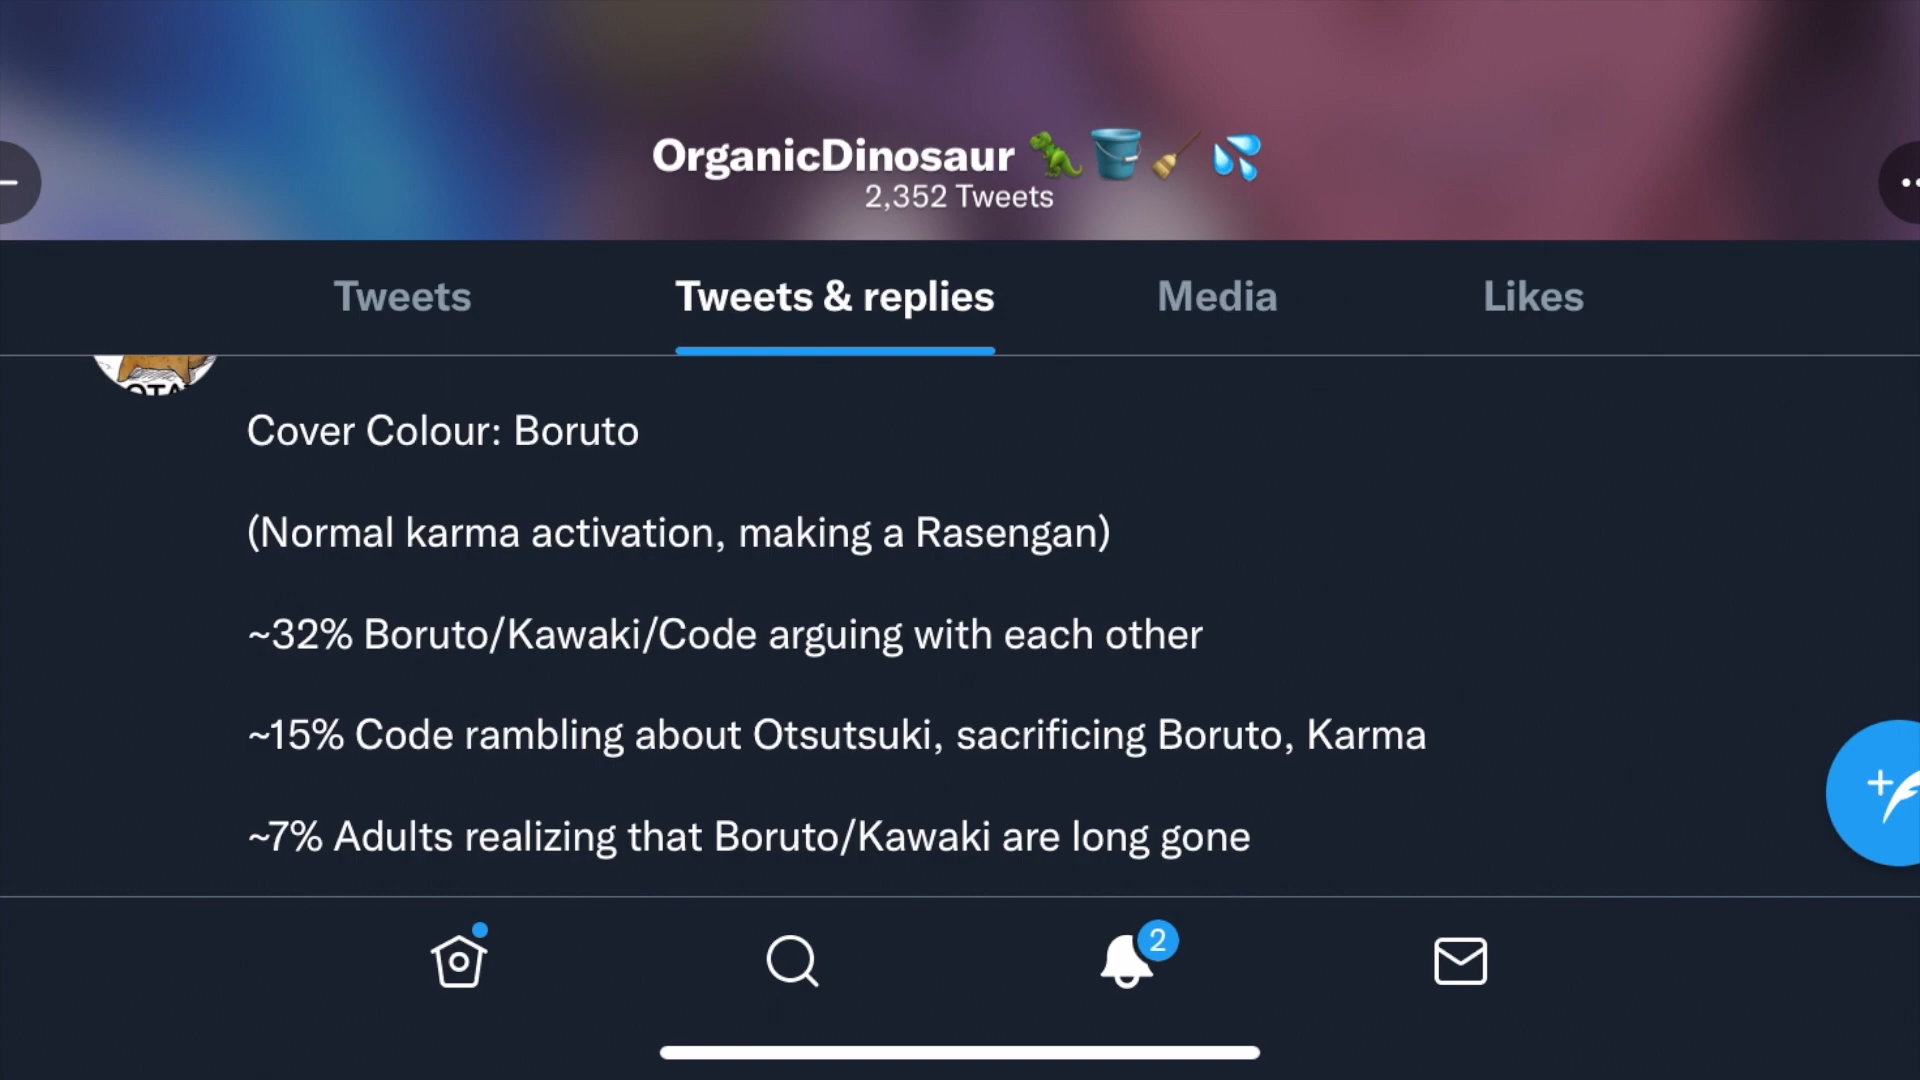 OrganicDinosaur 🦖🪣🧹💦
2,352 Tweets
Tweets
Tweets & replies
Media
Likes
Cover Colour: Boruto
(Normal karma activation, making a Rasengan)
~32% Boruto/Kawaki/Code arguing with each other
~15% Code rambling about Otsutsuki, sacrificing Boruto, Karma
~7% Adults realizing that Boruto/Kawaki are long gone
2